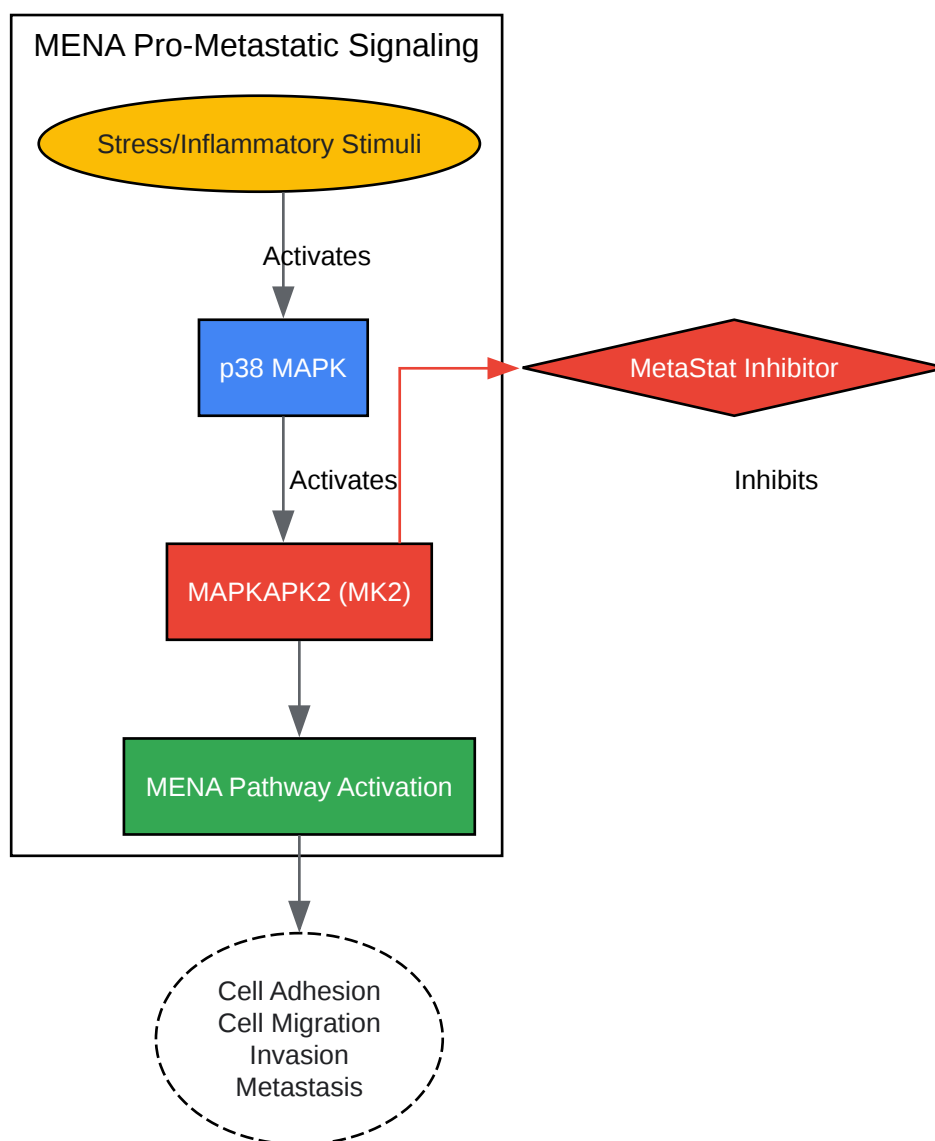 MENA Pro-Metastatic Signaling
Stress/Inflammatory Stimuli
Activates
p38 MAPK
MetaStat Inhibitor
Activates
Inhibits
MAPKAPK2 (MK2)
MENA Pathway Activation
Cell Adhesion
Cell Migration
Invasion
Metastasis